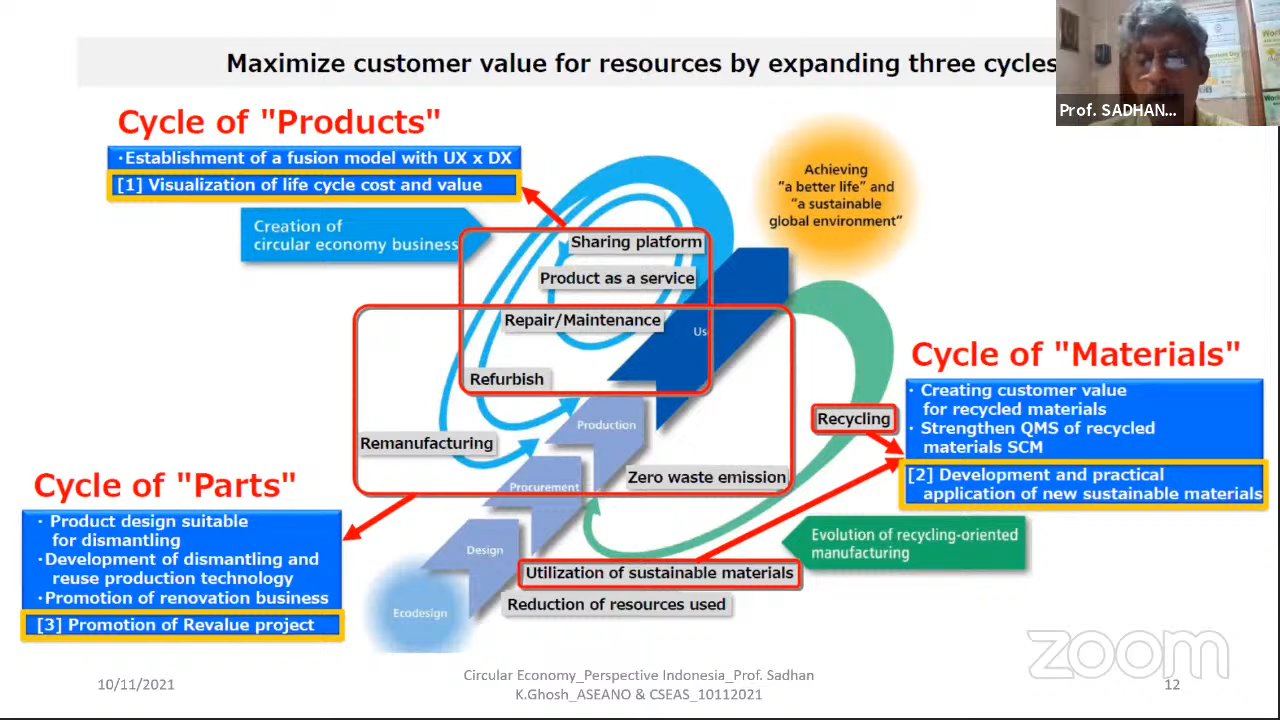 Maximize customer value for resources by expanding three cycles
Prof. SADHAN...
Cycle of "Products"
・Establishment of a fusion model with UX x DX
[1] Visualization of life cycle cost and value
Creation of
circular economy business
Achieving
"a better life" and
"a sustainable
global environment"
Sharing platform
Product as a service
Repair/Maintenance
Us
Refurbish
Remanufacturing
Production
Zero waste emission
Procurement
Design
Ecodesign
Recycling
Cycle of "Materials"
・ Creating customer value
for recycled materials
・ Strengthen QMS of recycled
materials SCM
[2] Development and practical
application of new sustainable materials
Cycle of "Parts"
・ Product design suitable
for dismantling
・Development of dismantling and
reuse production technology
・Promotion of renovation business
[3] Promotion of Revalue project
Evolution of recycling-oriented
manufacturing
Utilization of sustainable materials
Reduction of resources used
zoom
10/11/2021
Circular Economy_Perspective Indonesia_Prof. Sadhan
K.Ghosh_ASEANO & CSEAS_10112021
12